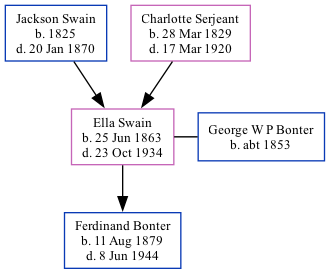 Jackson Swain
b. 1825
d. 20 Jan 1870
Charlotte Serjeant
b. 28 Mar 1829
d. 17 Mar 1920
Ella Swain
b. 25 Jun 1863
d. 23 Oct 1934
George W P Bonter
b. abt 1853
Ferdinand Bonter
b. 11 Aug 1879
d. 8 Jun 1944